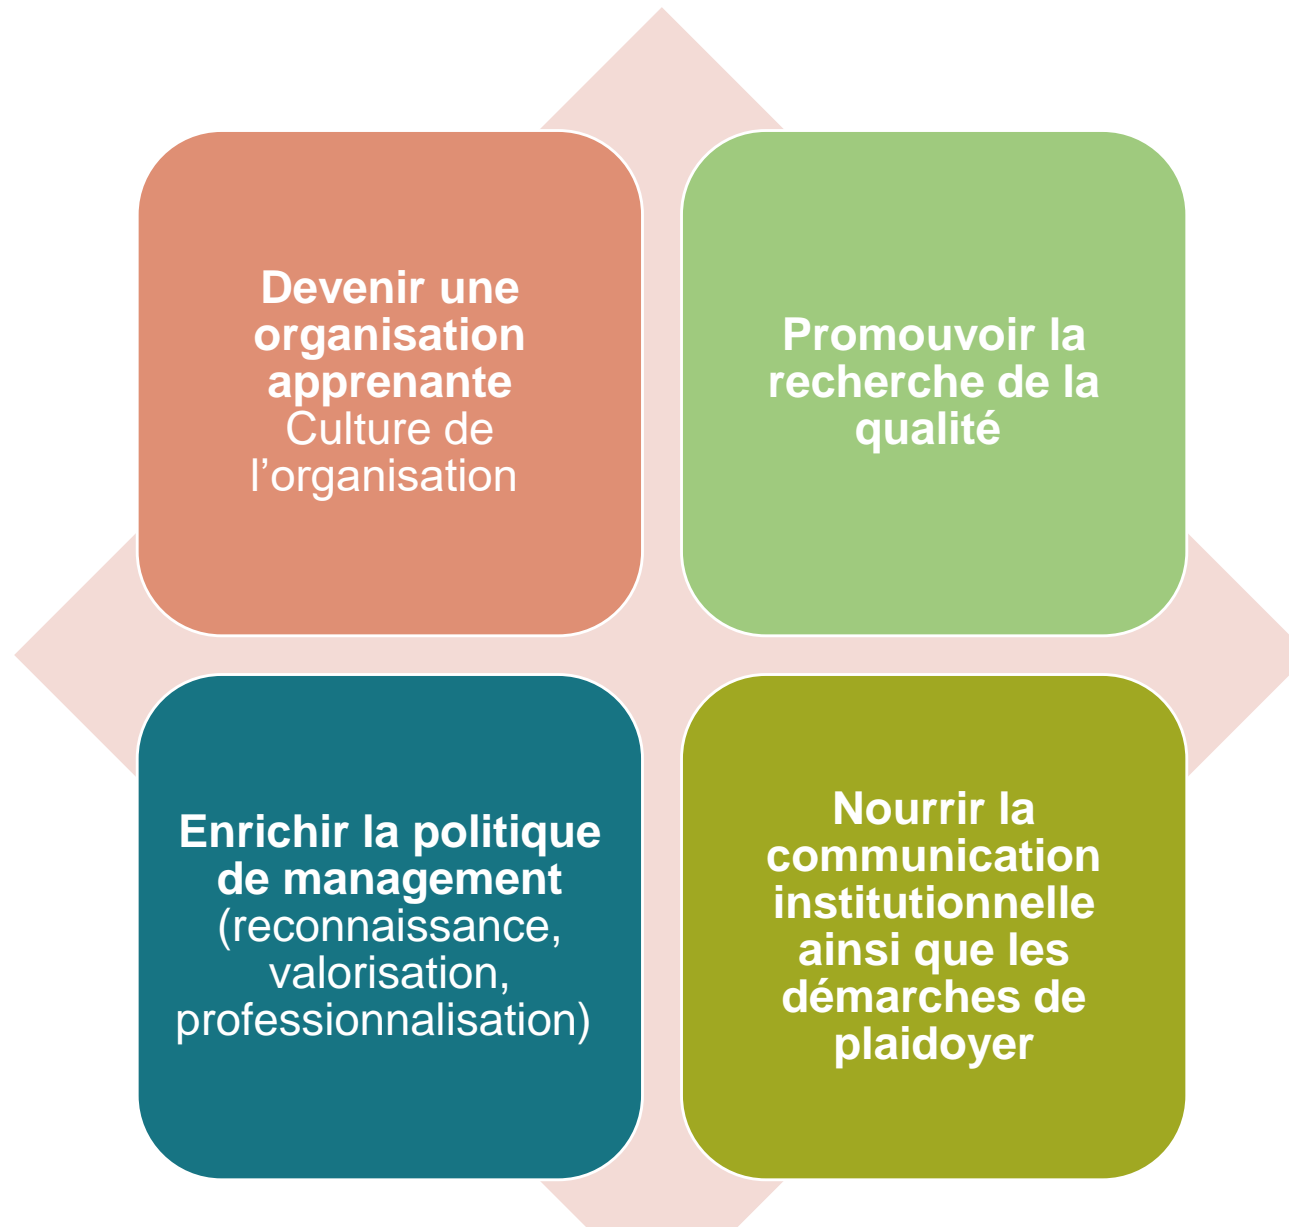 Devenir une
organisation
apprenante
Culture de
l’organisation
Promouvoir la
recherche de la
qualité
Enrichir la politique
de management
(reconnaissance,
valorisation,
professionnalisation)
Nourrir la
communication
institutionnelle
ainsi que les
démarches de
plaidoyer